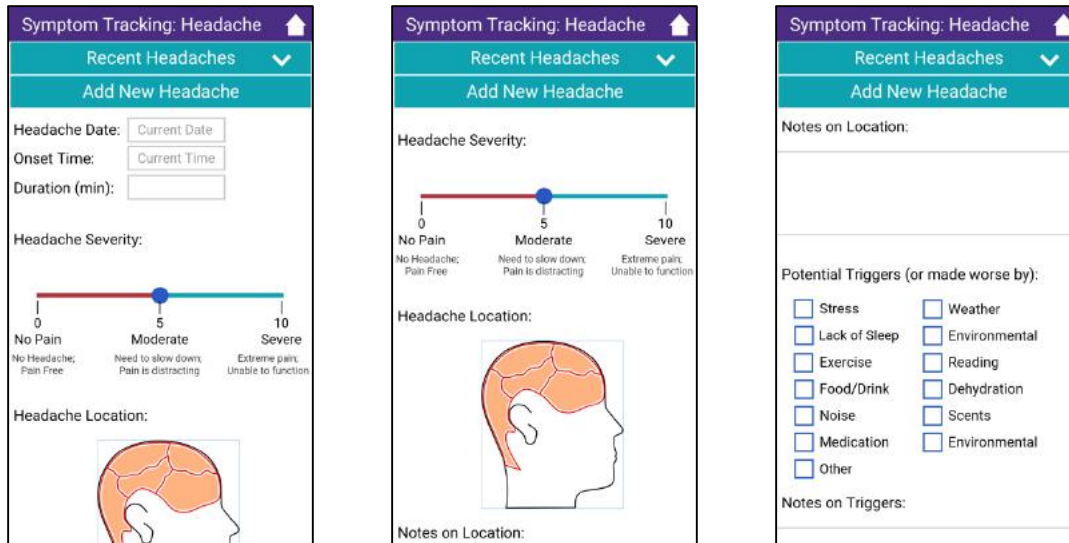 Symptom Tracking: Headache
Recent Headaches
Add New Headache
Headache Date: Current Date
Onset Time: Current Time
Duration (min):
Headache Severity:
0 5 10
No Pain Moderate Severe
No Headache; Need to slow down; Extreme pain;
Pain Free Pain is distracting Unable to function
Headache Location:
Symptom Tracking: Headache
Recent Headaches
Add New Headache
Headache Severity:
0 5 10
No Pain Moderate Severe
No Headache; Need to slow down; Extreme pain;
Pain Free Pain is distracting Unable to function
Headache Location:
Notes on Location:
Symptom Tracking: Headache
Recent Headaches
Add New Headache
Notes on Location:
Potential Triggers (or made worse by):
Stress Weather
Lack of Sleep Environmental
Exercise Reading
Food/Drink Dehydration
Noise Scents
Medication Environmental
Other
Notes on Triggers: